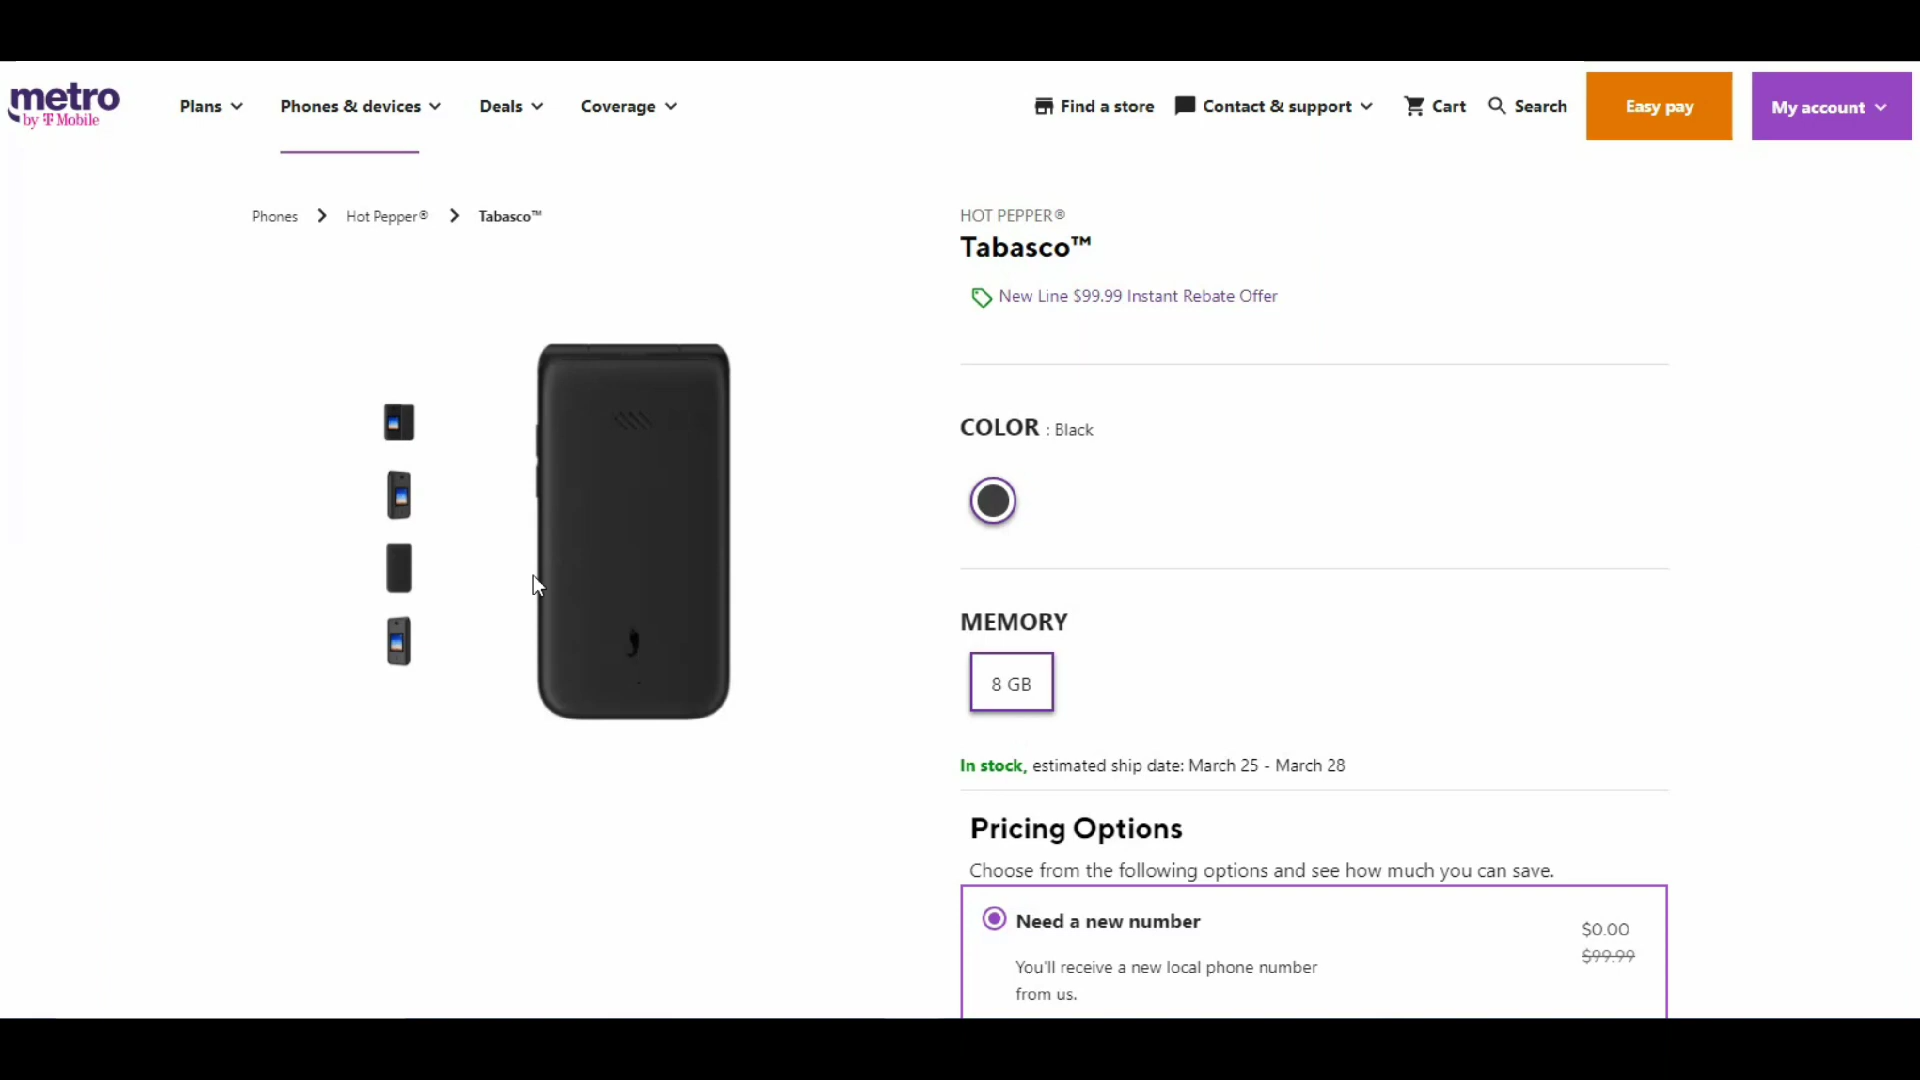 metro
by T Mobile
Plans
Phones & devices
Deals
Coverage
Find a store
Contact & support
Cart
Search
Easy pay
My account
Phones
Hot Pepper®
Tabasco™
HOT PEPPER®
Tabasco™
New Line $99.99 Instant Rebate Offer
COLOR : Black
MEMORY
8 GB
In stock, estimated ship date: March 25 - March 28
Pricing Options
Choose from the following options and see how much you can save.
Need a new number
$0.00
$99.99
You'll receive a new local phone number
from us.